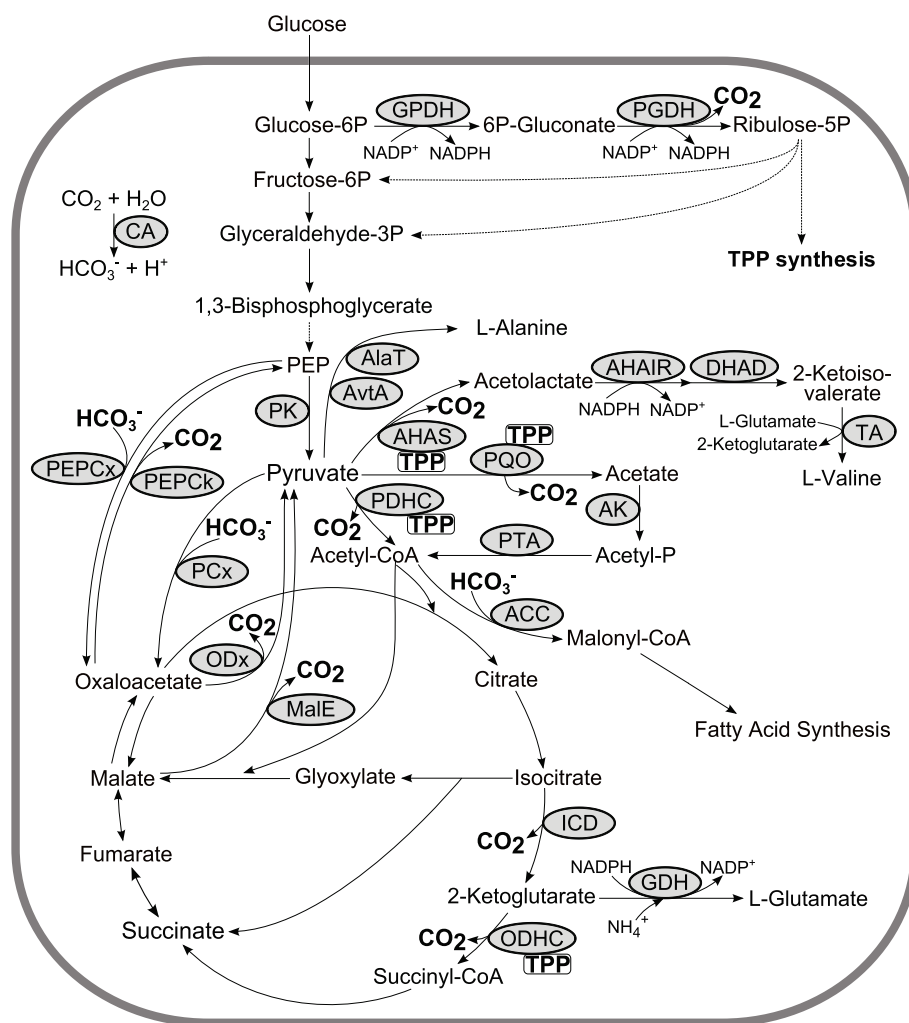 Glucose
GPDH
PGDH
CO2
Glucose-6P
6P-Gluconate
Ribulose-5P
NADP+
NADPH
NADP+
NADPH
Fructose-6P
CO2 + H2O
CA
Glyceraldehyde-3P
HCO3- + H+
TPP synthesis
1,3-Bisphosphoglycerate
L-Alanine
PEP
AlaT
AHAIR
DHAD
2-Ketoiso-
valerate
Acetolactate
AvtA
NADPH
NADP+
PK
HCO3-
CO2
CO2
L-Glutamate
2-Ketoglutarate
TA
AHAS
TPP
TPP
PQO
PEPCx
PEPCk
Pyruvate
Acetate
L-Valine
CO2
PDHC
TPP
AK
HCO3-
CO2
Acetyl-CoA
PTA
Acetyl-P
PCx
HCO3-
ACC
CO2
Malonyl-CoA
ODx
CO2
Oxaloacetate
Citrate
MalE
Fatty Acid Synthesis
Malate
Glyoxylate
Isocitrate
ICD
CO2
Fumarate
NADPH
NADP+
GDH
2-Ketoglutarate
L-Glutamate
NH4+
Succinate
CO2
ODHC
TPP
Succinyl-CoA